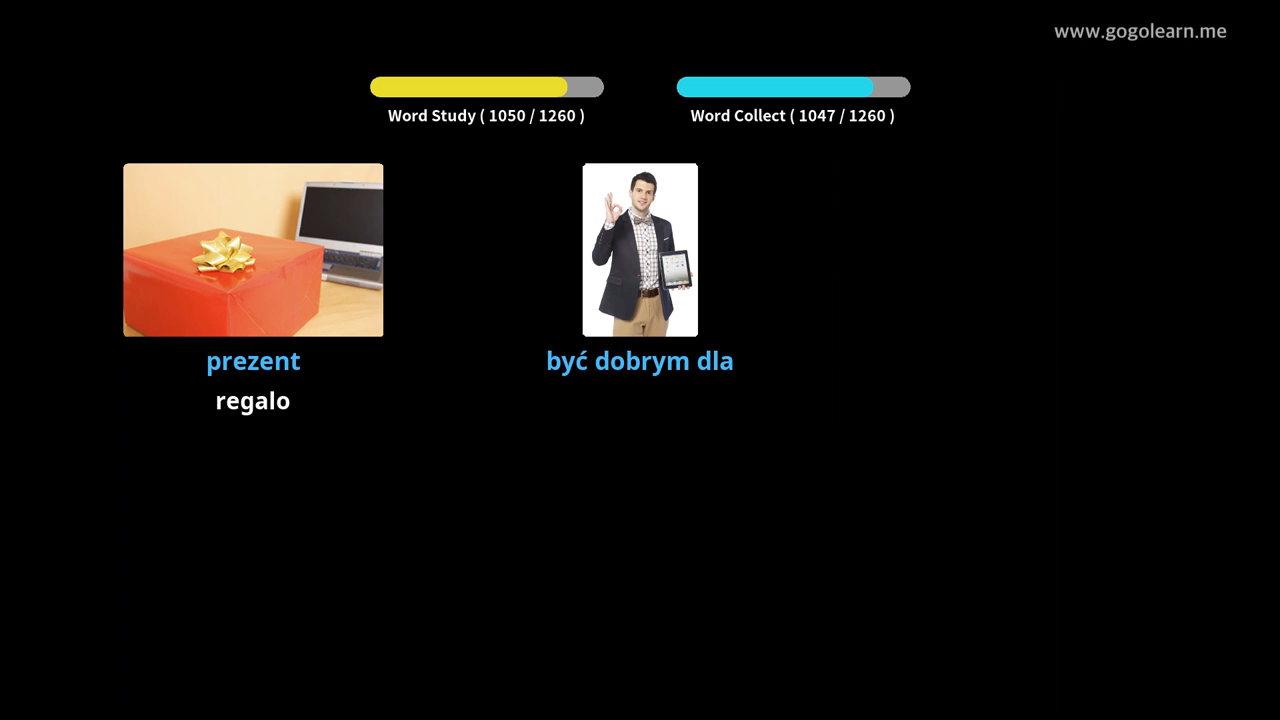 www.gogolearn.me
Word Study ( 1050 / 1260 )
Word Collect ( 1047 / 1260 )
prezent
być dobrym dla
regalo